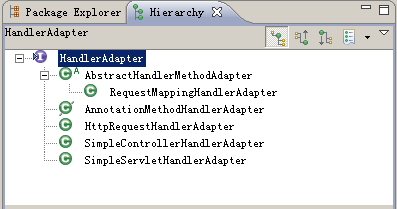 Package Explorer Hierarchy
HandlerAdapter
HandlerAdapter
AbstractHandlerMethodAdapter
RequestMappingHandlerAdapter
AnnotationMethodHandlerAdapter
HttpRequestHandlerAdapter
SimpleControllerHandlerAdapter
SimpleServletHandlerAdapter